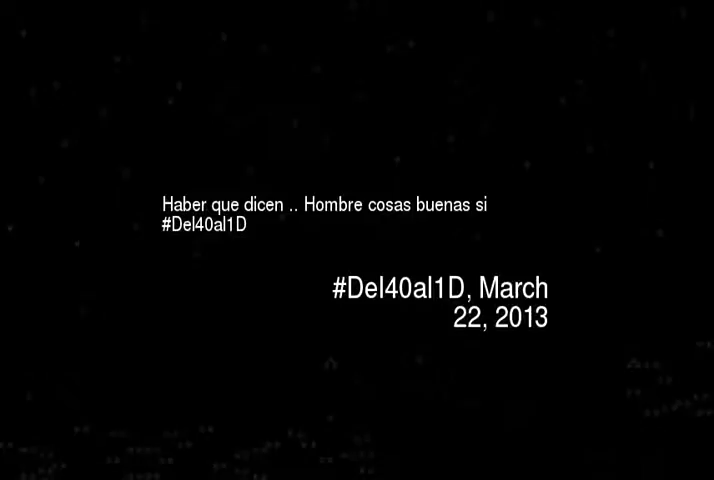 Haber que dicen .. Hombre cosas buenas si
#Del40al1D
#Del40al1D, March
22, 2013